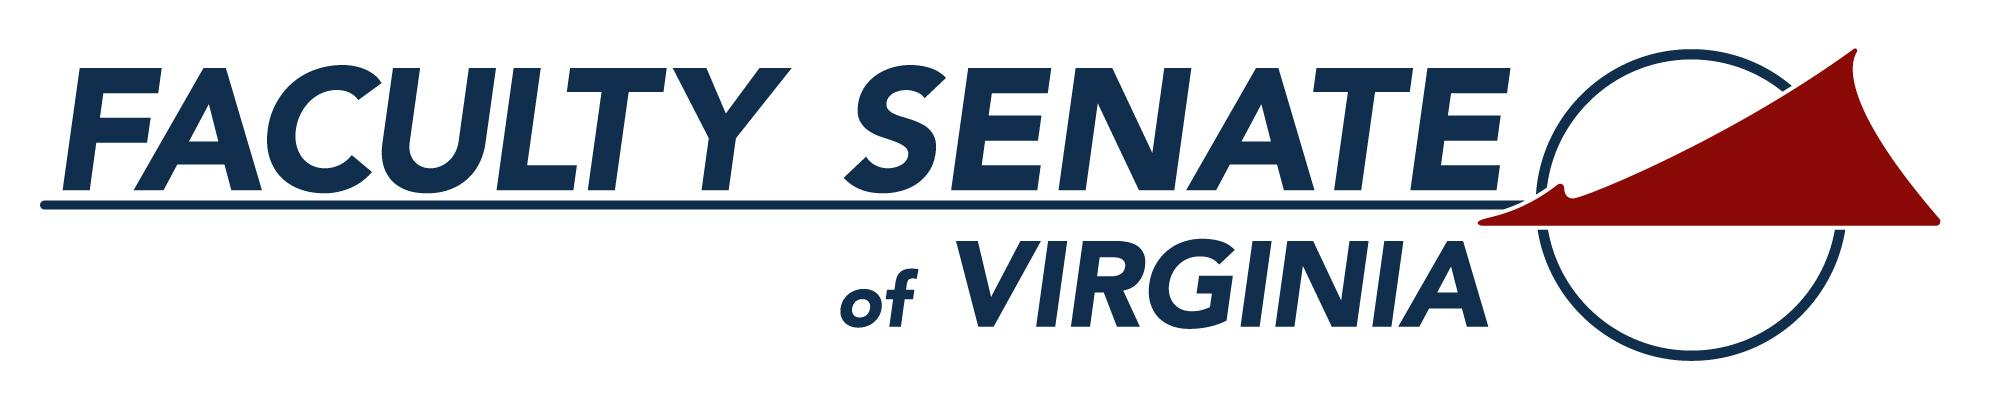 FACULTY SENATE
of VIRGINIA